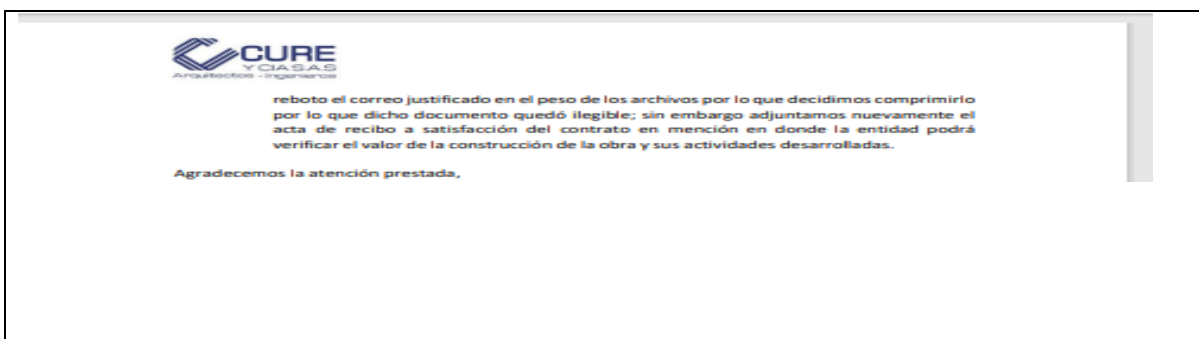 CURE
Y CIA S.A.S
Arquitectos - Ingenieros
reboto el correo justificado en el peso de los archivos por lo que decidimos comprimirlo
por lo que dicho documento quedó ilegible; sin embargo adjuntamos nuevamente el
acta de recibo a satisfacción del contrato en mención en donde la entidad podrá
verificar el valor de la construcción de la obra y sus actividades desarrolladas.
Agradecemos la atención prestada,